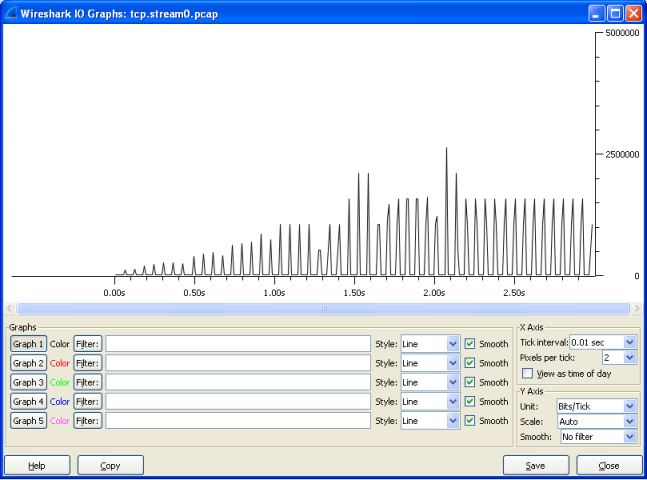 Wireshark IO Graphs: tcp.stream0.pcap
5000000
2500000
0
0.00s 0.50s 1.00s 1.50s 2.00s 2.50s
Graphs
Graph 1 Color Filter: Style: Line Smooth
Graph 2 Color Filter: Style: Line Smooth
Graph 3 Color Filter: Style: Line Smooth
Graph 4 Color Filter: Style: Line Smooth
Graph 5 Color Filter: Style: Line Smooth
X Axis
Tick interval: 0.01 sec
Pixels per tick: 2
View as time of day
Y Axis
Unit: Bits/Tick
Scale: Auto
Smooth: No filter
Help Copy Save Close